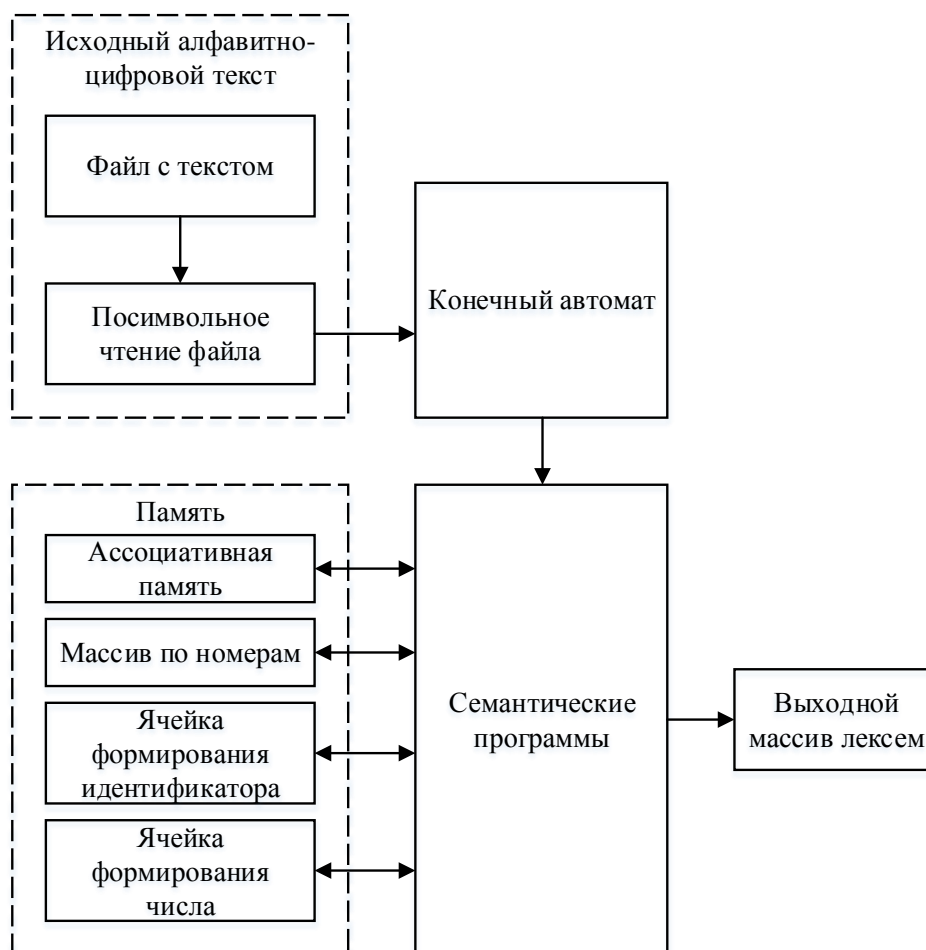 Исходный алфавитно-
цифровой текст
Файл с текстом
Посимвольное
чтение файла
Конечный автомат
Память
Ассоциативная
память
Массив по номерам
Ячейка
формирования
идентификатора
Ячейка
формирования
числа
Семантические
программы
Выходной
массив лексем